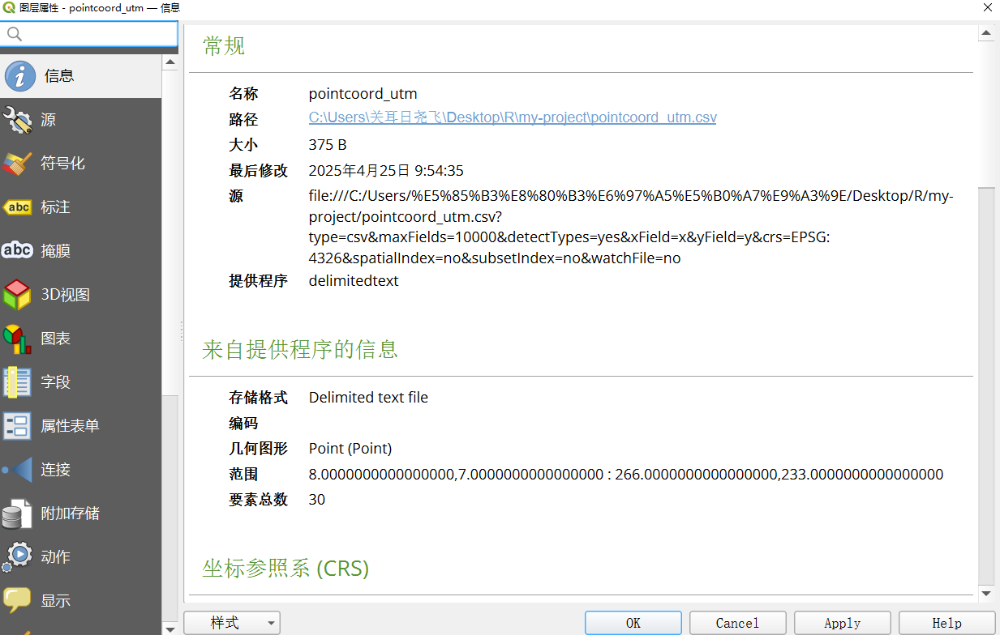 图层属性 - pointcoord_utm — 信息
信息
源
符号化
abc 标注
abc 掩膜
3D视图
图表
字段
属性表单
连接
附加存储
动作
显示
常规
名称 pointcoord_utm
路径 C:\Users\关耳日尧飞\Desktop\R\my-project\pointcoord_utm.csv
大小 375 B
最后修改 2025年4月25日 9:54:35
源 file:///C:/Users/%E5%85%B3%E8%80%B3%E6%97%A5%E5%B0%A7%E9%A3%9E/Desktop/R/my-
project/pointcoord_utm.csv?
type=csv&maxFields=10000&detectTypes=yes&xField=x&yField=y&crs=EPSG:
4326&spatialIndex=no&subsetIndex=no&watchFile=no
提供程序 delimitedtext
来自提供程序的信息
存储格式 Delimited text file
编码
几何图形 Point (Point)
范围 8.0000000000000000,7.0000000000000000 : 266.0000000000000000,233.0000000000000000
要素总数 30
坐标参照系 (CRS)
样式 OK Cancel Apply Help